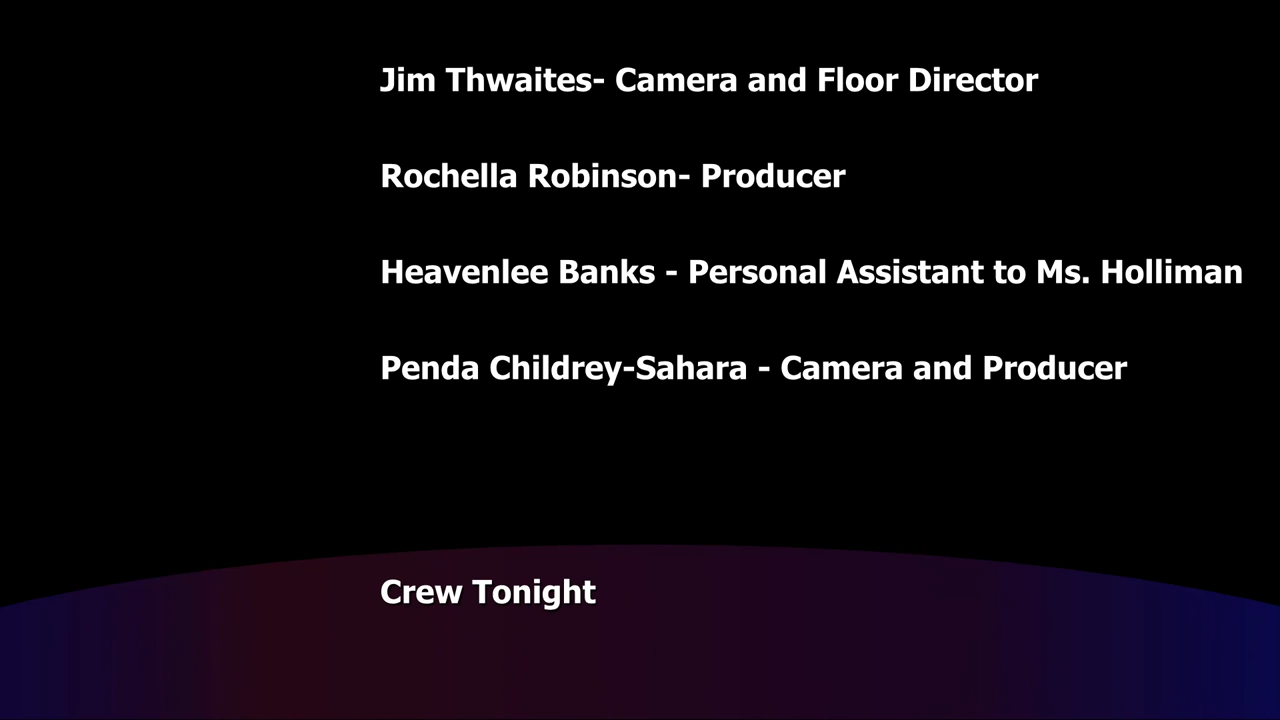 Jim Thwaites- Camera and Floor Director
Rochella Robinson- Producer
Heavenlee Banks - Personal Assistant to Ms. Holliman
Penda Childrey-Sahara - Camera and Producer
Crew Tonight